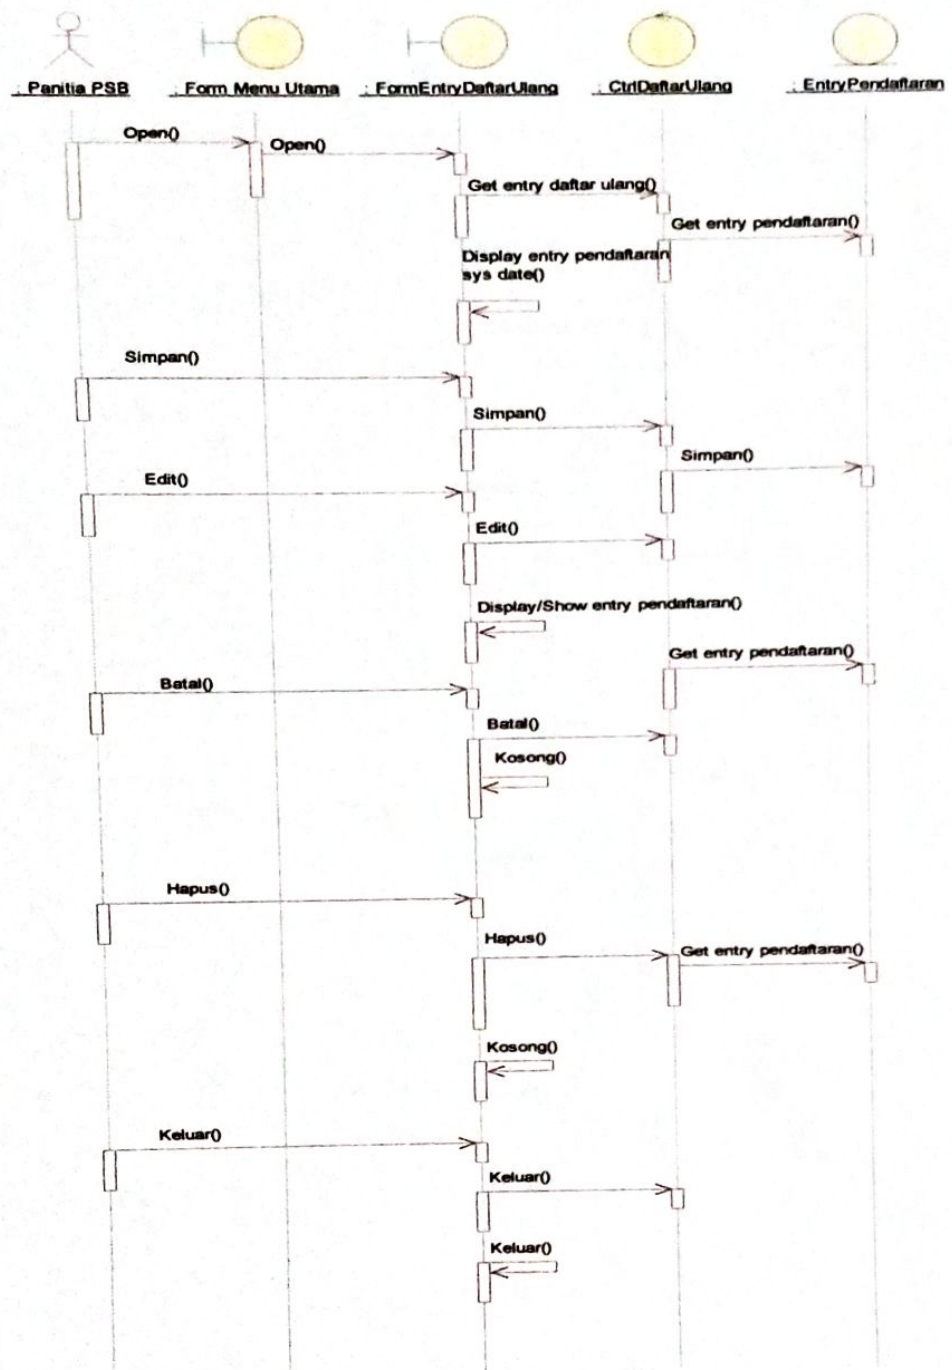 : Panitia PSB
: Form Menu Utama
: FormEntryDaftarUlang
: CtrlDaftarUlang
: EntryPendaftaran
Open()
Open()
Get entry daftar ulang()
Get entry pendaftaran()
Display entry pendaftaran
sys date()
Simpan()
Simpan()
Simpan()
Edit()
Edit()
Display/Show entry pendaftaran()
Get entry pendaftaran()
Batal()
Batal()
Kosong()
Hapus()
Hapus()
Get entry pendaftaran()
Kosong()
Keluar()
Keluar()
Keluar()